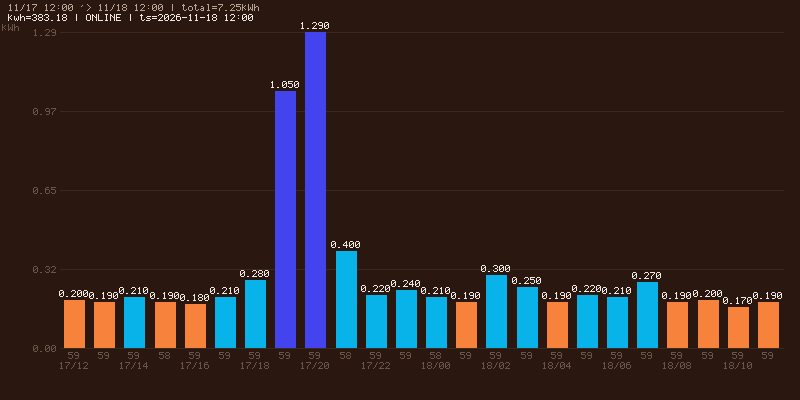 11/17 12:00 -> 11/18 12:00 | total=7.25KWh
Kwh=383.18 | ONLINE | ts=2026-11-18 12:00
KWh
1.29
0.97
0.65
0.32
0.00
0.200 0.190 0.210 0.190 0.180 0.210 0.280 1.050 1.290 0.400 0.220 0.240 0.210 0.190 0.300 0.250 0.190 0.220 0.210 0.270 0.190 0.200 0.170 0.190
59 59 59 58 59 59 59 59 59 58 59 59 58 59 59 59 59 59 59 59 59 59 59 59
17/12 17/14 17/16 17/18 17/20 17/22 18/00 18/02 18/04 18/06 18/08 18/10